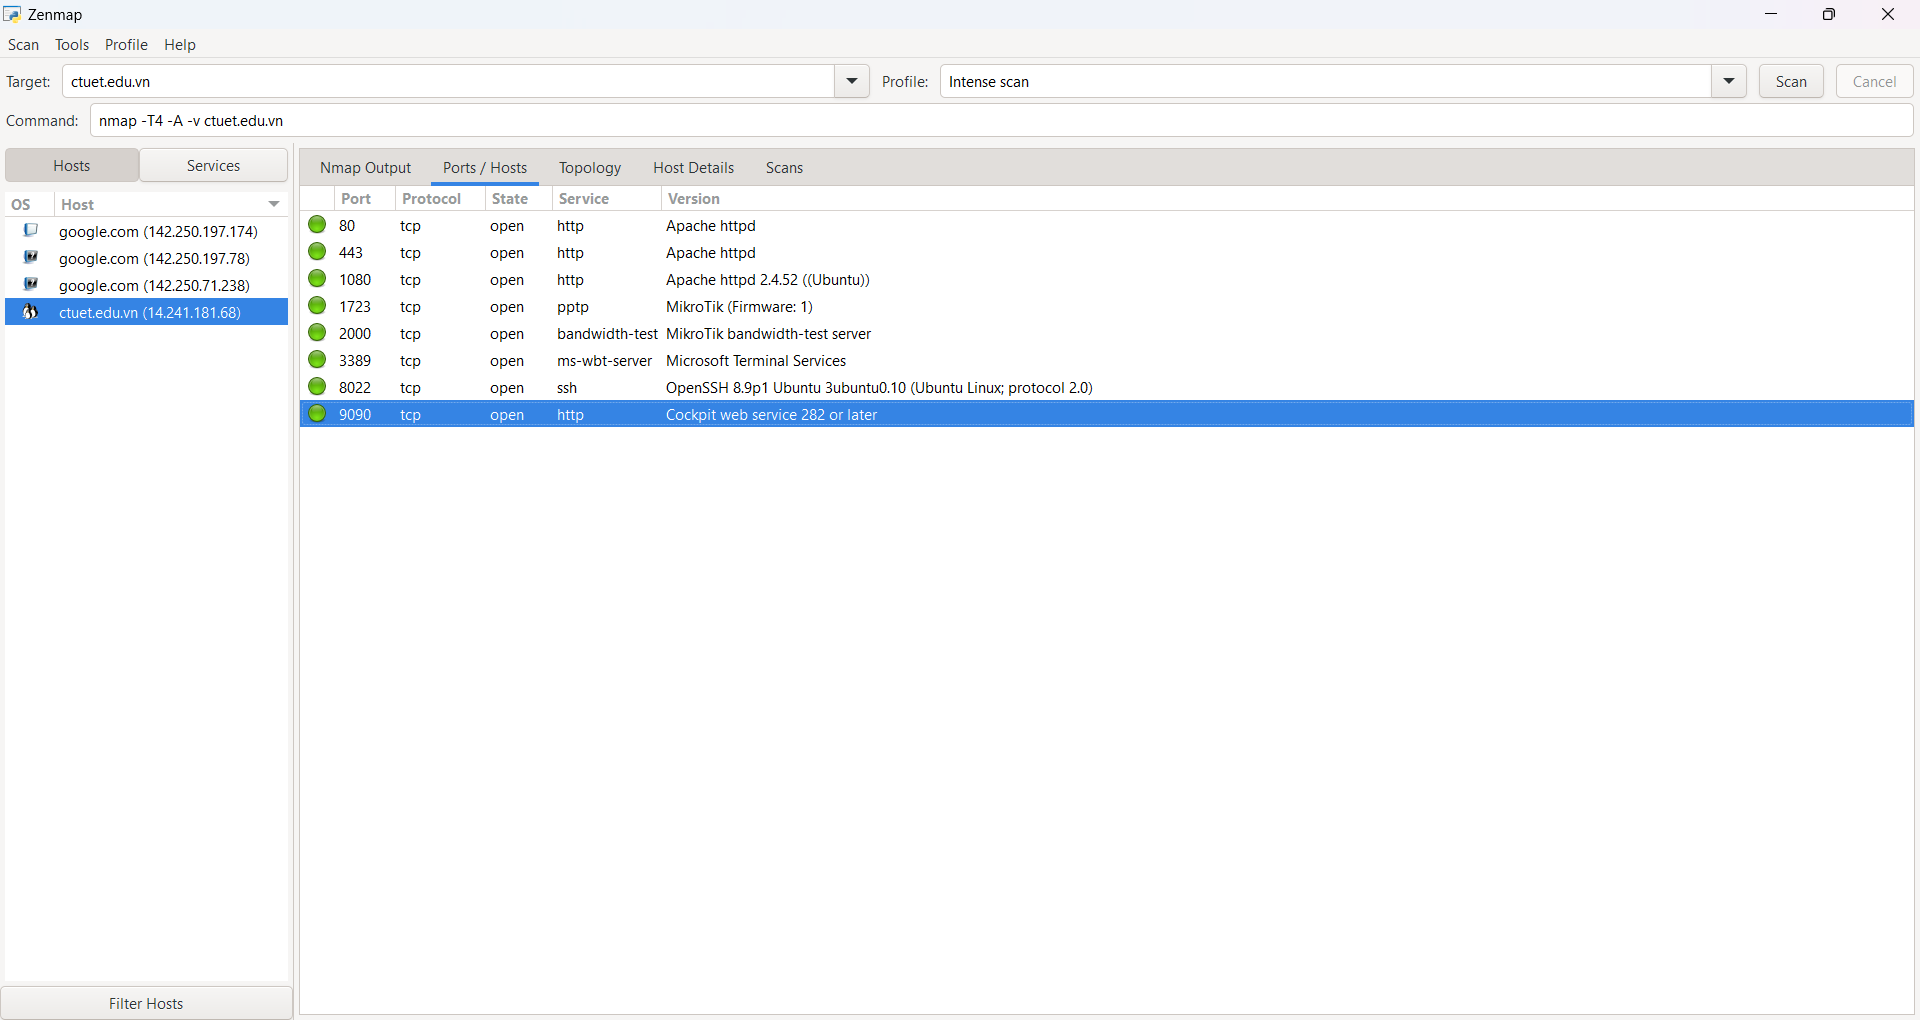 Zenmap
Scan Tools Profile Help
Target: ctuet.edu.vn Profile: Intense scan Scan Cancel
Command: nmap -T4 -A -v ctuet.edu.vn
Hosts Services
OS Host
google.com (142.250.197.174)
google.com (142.250.197.78)
google.com (142.250.71.238)
ctuet.edu.vn (14.241.181.68)
Filter Hosts
Nmap Output Ports / Hosts Topology Host Details Scans
Port Protocol State Service Version
80 tcp open http Apache httpd
443 tcp open http Apache httpd
1080 tcp open http Apache httpd 2.4.52 ((Ubuntu))
1723 tcp open pptp MikroTik (Firmware: 1)
2000 tcp open bandwidth-test MikroTik bandwidth-test server
3389 tcp open ms-wbt-server Microsoft Terminal Services
8022 tcp open ssh OpenSSH 8.9p1 Ubuntu 3ubuntu0.10 (Ubuntu Linux; protocol 2.0)
9090 tcp open http Cockpit web service 282 or later